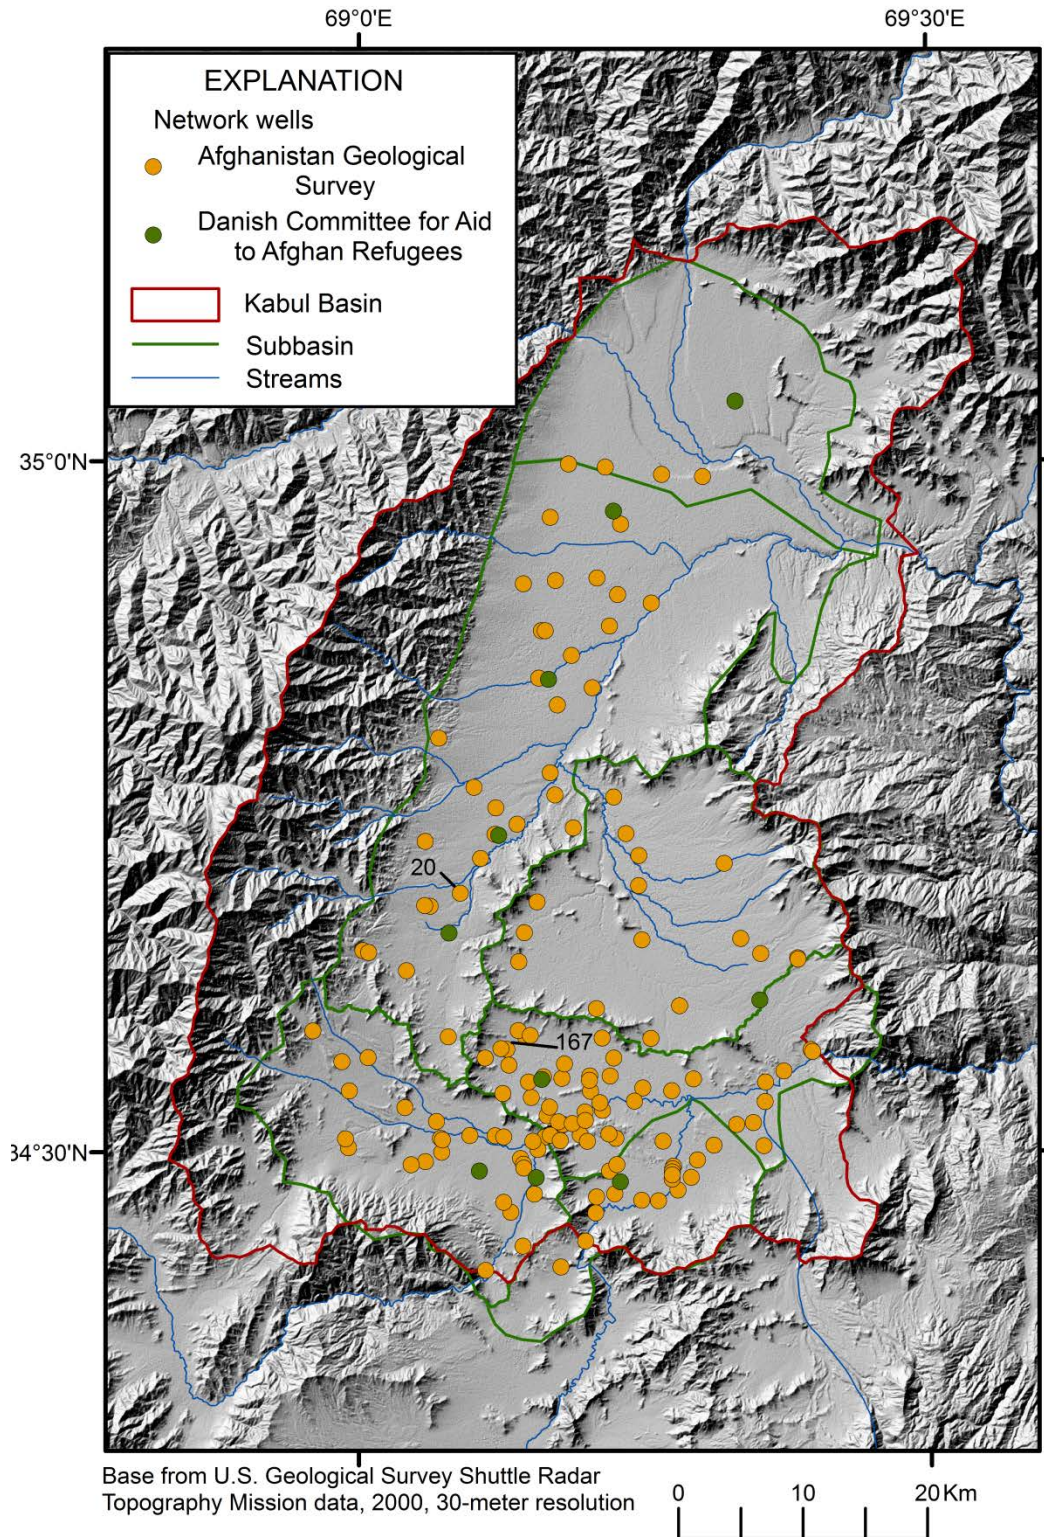 69°0'E
69°30'E
EXPLANATION
Network wells
Afghanistan Geological
Survey
Danish Committee for Aid
to Afghan Refugees
Kabul Basin
Subbasin
Streams
35°0'N
20
167
34°30'N
Base from U.S. Geological Survey Shuttle Radar
Topography Mission data, 2000, 30-meter resolution
0 10 20 Km